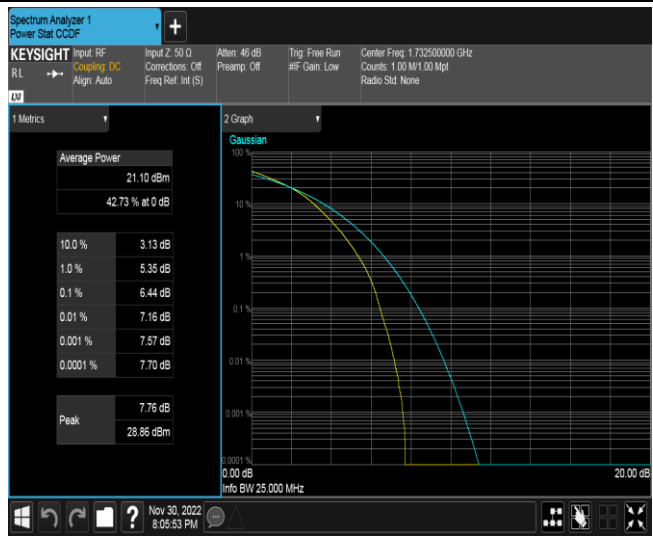 Spectrum Analyzer 1
Power Stat CCDF
+
KEYSIGHT
RL
Input: RF
Coupling: DC
Align: Auto
Input Z: 50 Ω
Corrections: Off
Freq Ref: Int (S)
Atten: 46 dB
Preamp: Off
Trig: Free Run
#IF Gain: Low
Center Freq: 1.732500000 GHz
Counts: 1.00 M/1.00 Mpt
Radio Std: None
1 Metrics
Average Power
21.10 dBm
42.73 % at 0 dB
10.0 % 3.13 dB
1.0 % 5.35 dB
0.1 % 6.44 dB
0.01 % 7.16 dB
0.001 % 7.57 dB
0.0001 % 7.70 dB
Peak
7.76 dB
28.86 dBm
2 Graph
Gaussian
100 %
10 %
1 %
0.1 %
0.01 %
0.001 %
0.0001 %
0.00 dB
20.00 dB
Info BW 25.000 MHz
?
Nov 30, 2022
8:05:53 PM